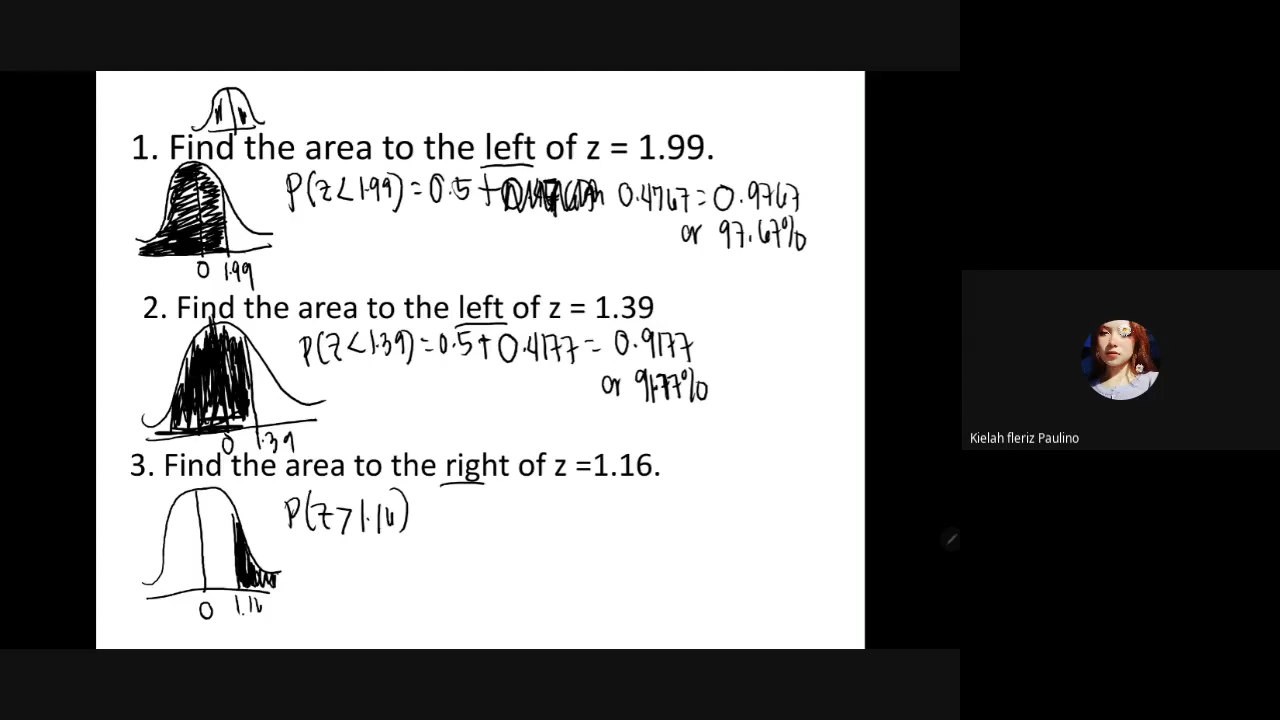 1. Find the area to the left of z = 1.99.
P(Z < 1.99) = 0.5 + 0.4767 = 0.9767
or 97.67%
0 1.99
2. Find the area to the left of z = 1.39
P(Z < 1.39) = 0.5 + 0.4177 = 0.9177
or 91.77%
0 1.39
3. Find the area to the right of z =1.16.
P(Z > 1.16)
0 1.16
Kielah fleriz Paulino